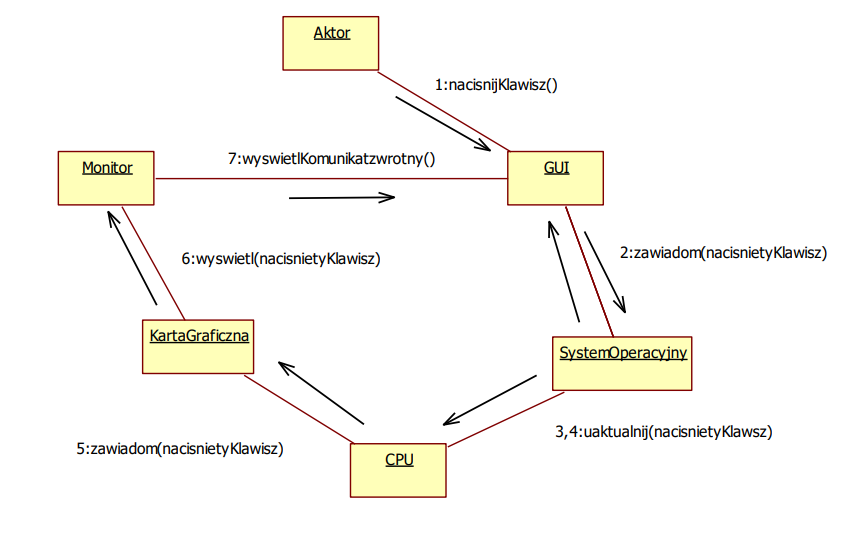 Aktor
1:nacisnijKlawisz()
7:wyswietlKomunikatzwrotny()
Monitor
GUI
2:zawiadom(nacisnietyKlawisz)
6:wyswietl(nacisnietyKlawisz)
KartaGraficzna
SystemOperacyjny
3,4:uaktualnij(nacisnietyKlawsz)
5:zawiadom(nacisnietyKlawisz)
CPU